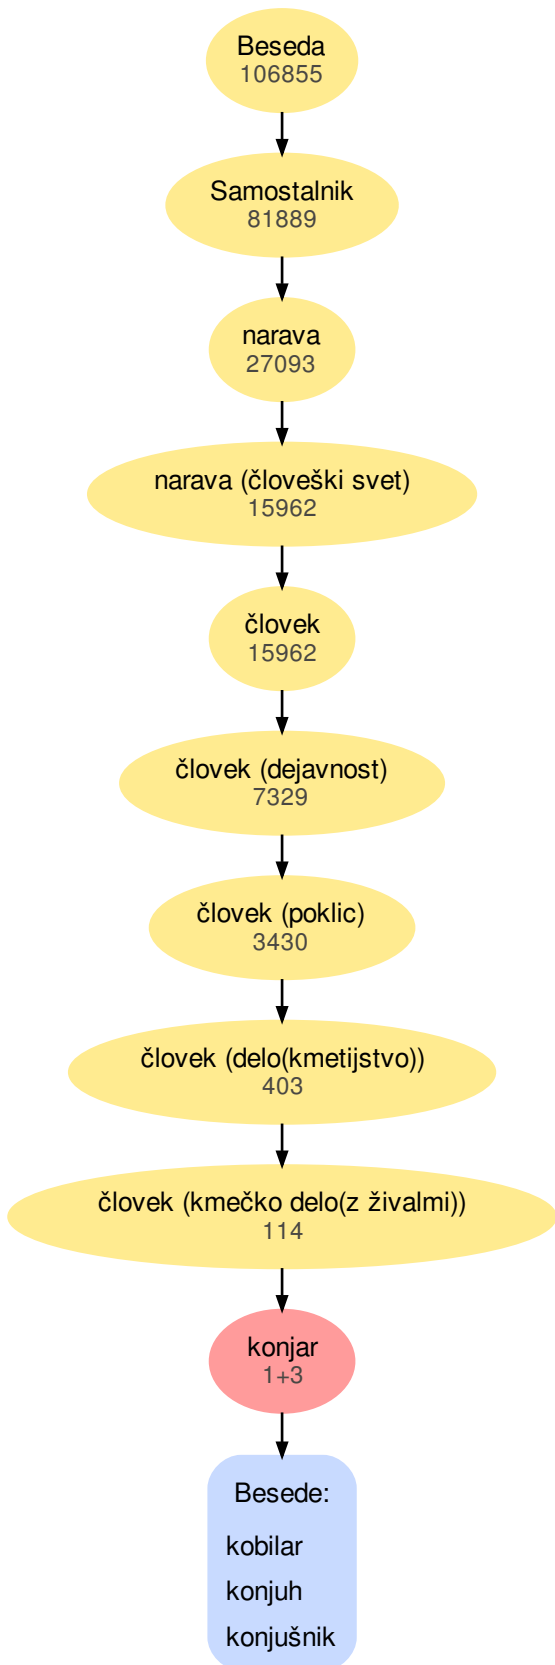 Beseda
106855
Samostalnik
81889
narava
27093
narava (človeški svet)
15962
človek
15962
človek (dejavnost)
7329
človek (poklic)
3430
človek (delo(kmetijstvo))
403
človek (kmečko delo(z živalmi))
114
konjar
1+3
Besede:
kobilar
konjuh
konjušnik